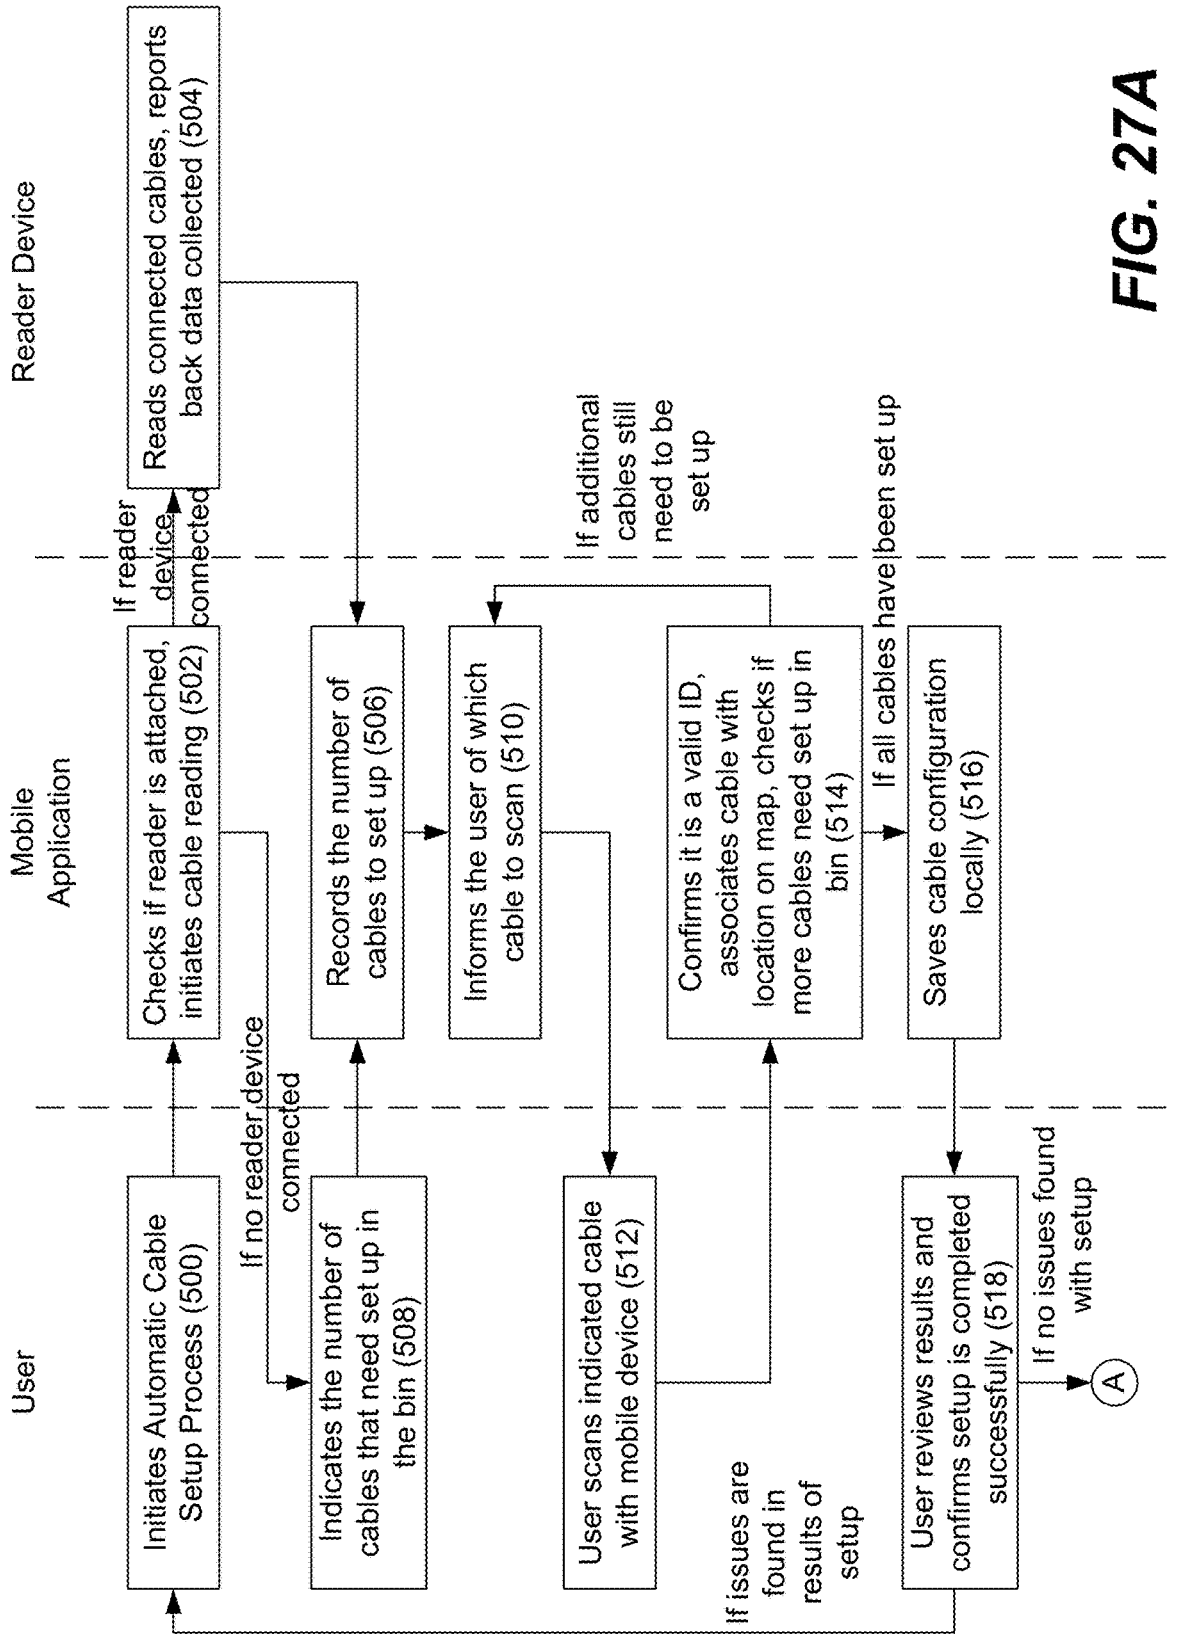 User
Mobile
Application
Reader Device
Initiates Automatic Cable
Setup Process (500)
Checks if reader is attached,
initiates cable reading (502)
If reader
device
connected
Reads connected cables, reports
back data collected (504)
If no reader device
connected
Indicates the number of
cables that need set up in
the bin (508)
Records the number of
cables to set up (506)
Informs the user of which
cable to scan (510)
User scans indicated cable
with mobile device (512)
If additional
cables still
need to be
set up
Confirms it is a valid ID,
associates cable with
location on map, checks if
more cables need set up in
bin (514)
If issues are
found in
results of
setup
If all cables have been set up
Saves cable configuration
locally (516)
User reviews results and
confirms setup is completed
successfully (518)
If no issues found
with setup
A
FIG. 27A